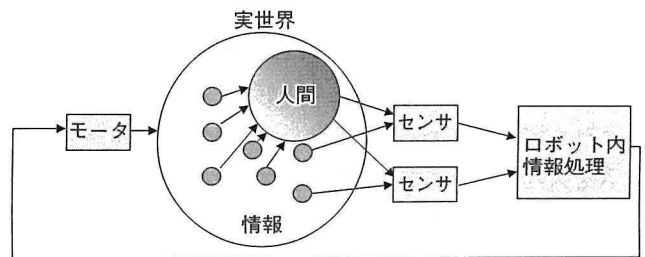 実世界
人間
モータ
センサ
センサ
ロボット内
情報処理
情報